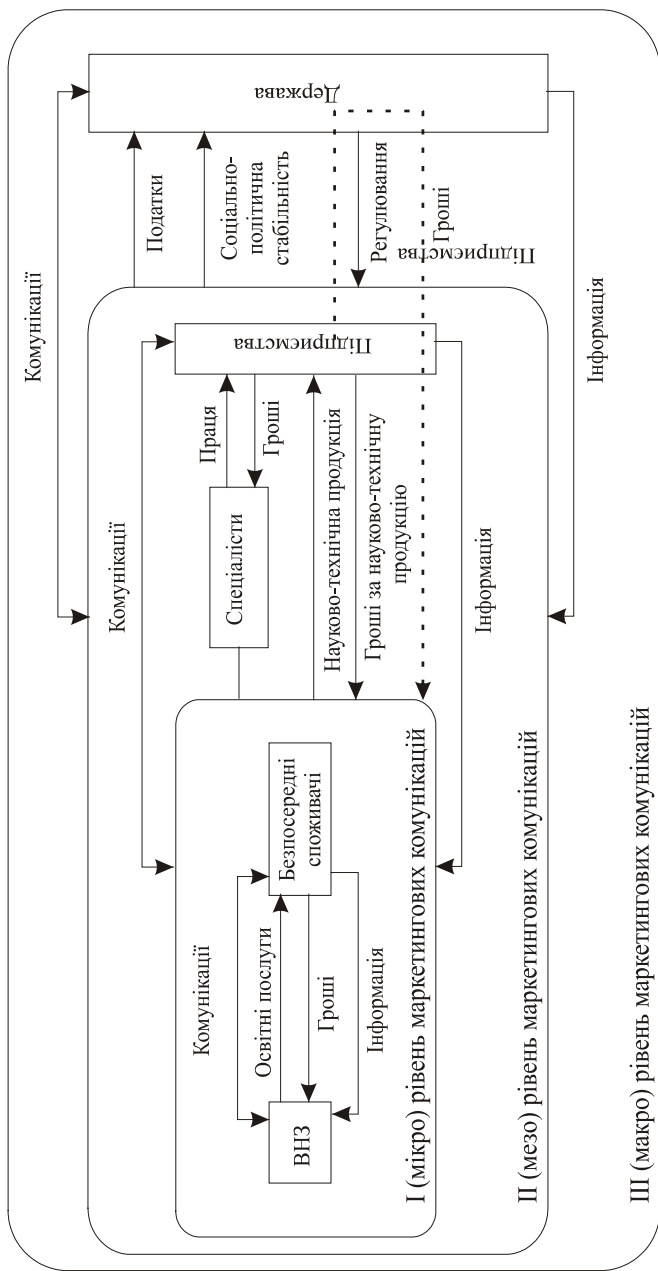 Комунікації
Держава
Податки
Соціально-
політична
стабільність
Регулювання
Гроші
Підприємства
Інформація
Комунікації
Підприємства
Праця
Гроші
Спеціалісти
Науково-технічна продукція
Гроші за науково-технічну
продукцію
Інформація
Комунікації
Безпосередні
споживачі
Освітні послуги
Гроші
Інформація
ВНЗ
І (мікро) рівень маркетингових комунікацій
ІІ (мезо) рівень маркетингових комунікацій
ІІІ (макро) рівень маркетингових комунікацій